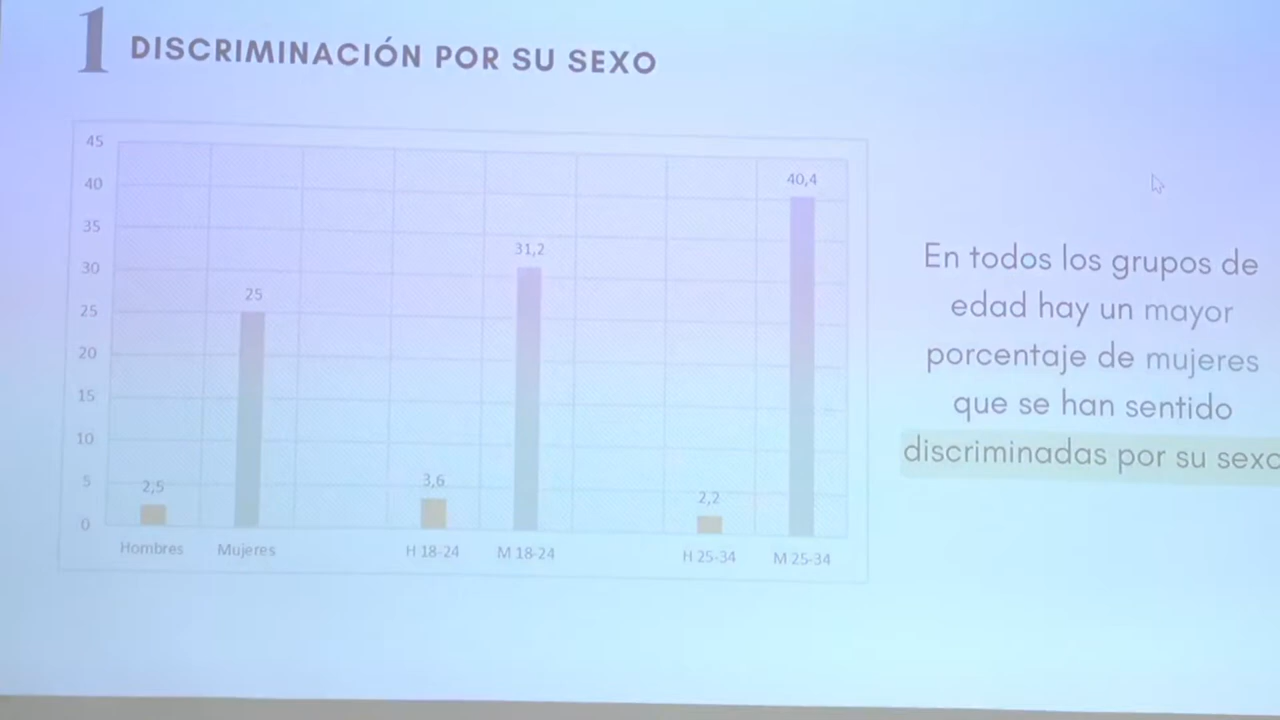 1 DISCRIMINACIÓN POR SU SEXO
45
40
35
30
25
20
15
10
5
0
2,5
25
3,6
31,2
2,2
40,4
Hombres Mujeres H 18-24 M 18-24 H 25-34 M 25-34
En todos los grupos de
edad hay un mayor
porcentaje de mujeres
que se han sentido
discriminadas por su sexo